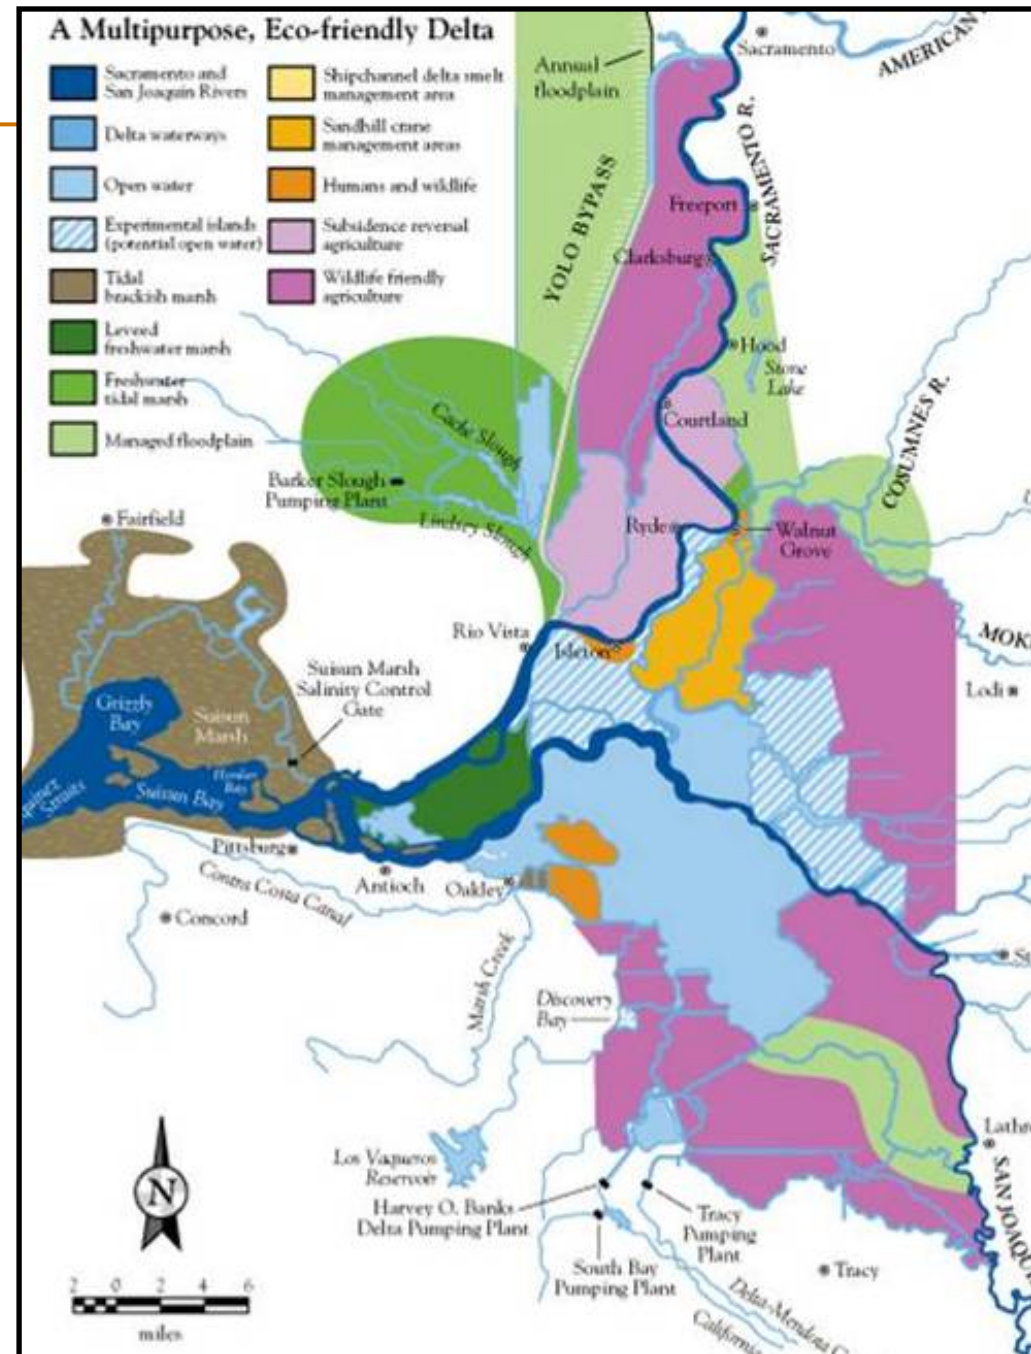 A Multipurpose, Eco-friendly Delta
Sacramento and
San Joaquin Rivers
Delta waterways
Open water
Experimental islands
(potential open water)
Tidal
brackish marsh
Leveed
freshwater marsh
Freshwater
tidal marsh
Managed floodplain
Shipchannel delta smelt
management area
Sandhill crane
management areas
Humans and wildlife
Subsidence reversal
agriculture
Wildlife friendly
agriculture
Annual
floodplain
Sacramento
AMERICAN
YOLO BYPASS
SACRAMENTO R.
Freeport
Clarksburg
Hood
Stone
Lake
Courtland
COSUMNES R.
Cache Slough
Barker Slough
Pumping Plant
Lindsey Slough
Ryde
Walnut
Grove
Fairfield
Rio Vista
Isleton
Lodi
Suisun Marsh
Salinity Control
Gate
Grizzly
Bay
Suisun
Marsh
Bay
Suisun Bay
Straits
Pittsburg
Antioch
Oakley
Contra Costa Canal
Concord
Marsh Creek
Discovery
Bay
Los Vaqueros
Reservoir
Harvey O. Banks
Delta Pumping Plant
Tracy
Pumping
Plant
South Bay
Pumping Plant
Tracy
Delta-Mendota
California
SAN JOAQU
N
2 0 2 4 6
miles